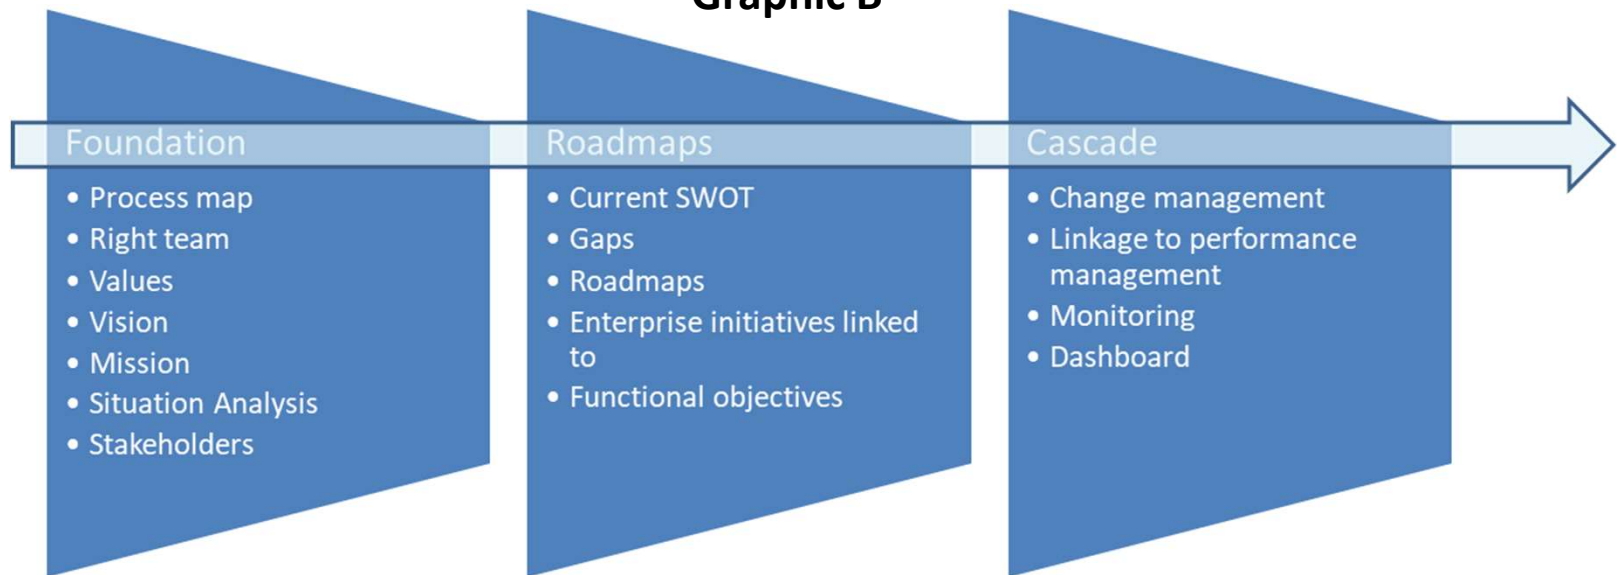 Graphic B
Foundation
• Process map
• Right team
• Values
• Vision
• Mission
• Situation Analysis
• Stakeholders
Roadmaps
• Current SWOT
• Gaps
• Roadmaps
• Enterprise initiatives linked
to
• Functional objectives
Cascade
• Change management
• Linkage to performance
management
• Monitoring
• Dashboard